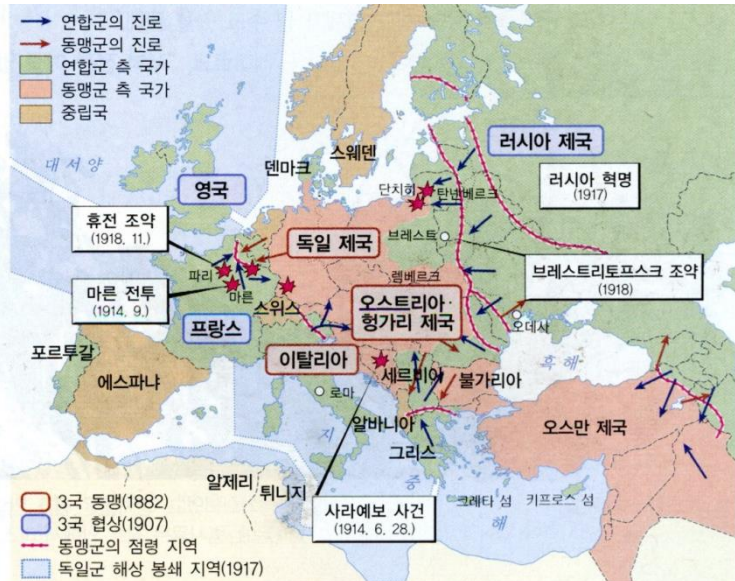 연합군의 진로
동맹군의 진로
연합군 측 국가
동맹군 측 국가
중립국
대서양
영국
덴마크
스웨덴
러시아 제국
러시아 혁명
(1917)
단치히
탄넨베르크
휴전 조약
(1918. 11.)
독일 제국
브레스트
파리
렘베르크
브레스트리토프스크 조약
(1918)
마른 전투
(1914. 9.)
마른
스위스
오스트리아·
헝가리 제국
오데사
프랑스
이탈리아
흑해
포르투갈
에스파냐
로마
세르비아
불가리아
알바니아
오스만 제국
그리스
지
중
해
알제리
튀니지
사라예보 사건
(1914. 6. 28.)
크레타 섬
키프로스 섬
3국 동맹(1882)
3국 협상(1907)
동맹군의 점령 지역
독일군 해상 봉쇄 지역(1917)